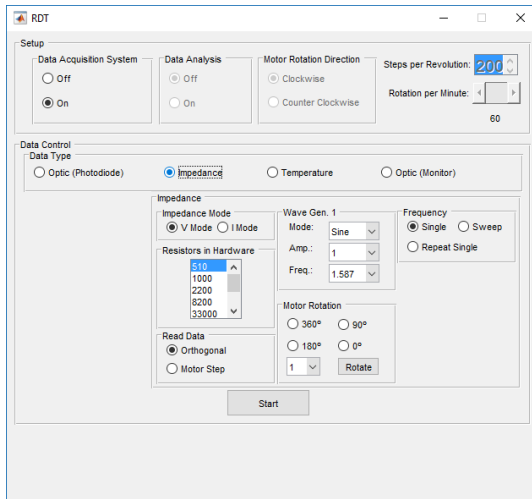 RDT
Setup
Data Acquisition System
Off
On
Data Analysis
Off
On
Motor Rotation Direction
Clockwise
Counter Clockwise
Steps per Revolution: 200
Rotation per Minute:
60
Data Control
Data Type
Optic (Photodiode)
Impedance
Temperature
Optic (Monitor)
Impedance
Impedance Mode
V Mode I Mode
Resistors in Hardware
510
1000
2200
8200
33000
Read Data
Orthogonal
Motor Step
Wave Gen. 1
Mode: Sine
Amp.: 1
Freq.: 1.587
Motor Rotation
360º 90º
180º 0º
1 Rotate
Frequency
Single Sweep
Repeat Single
Start